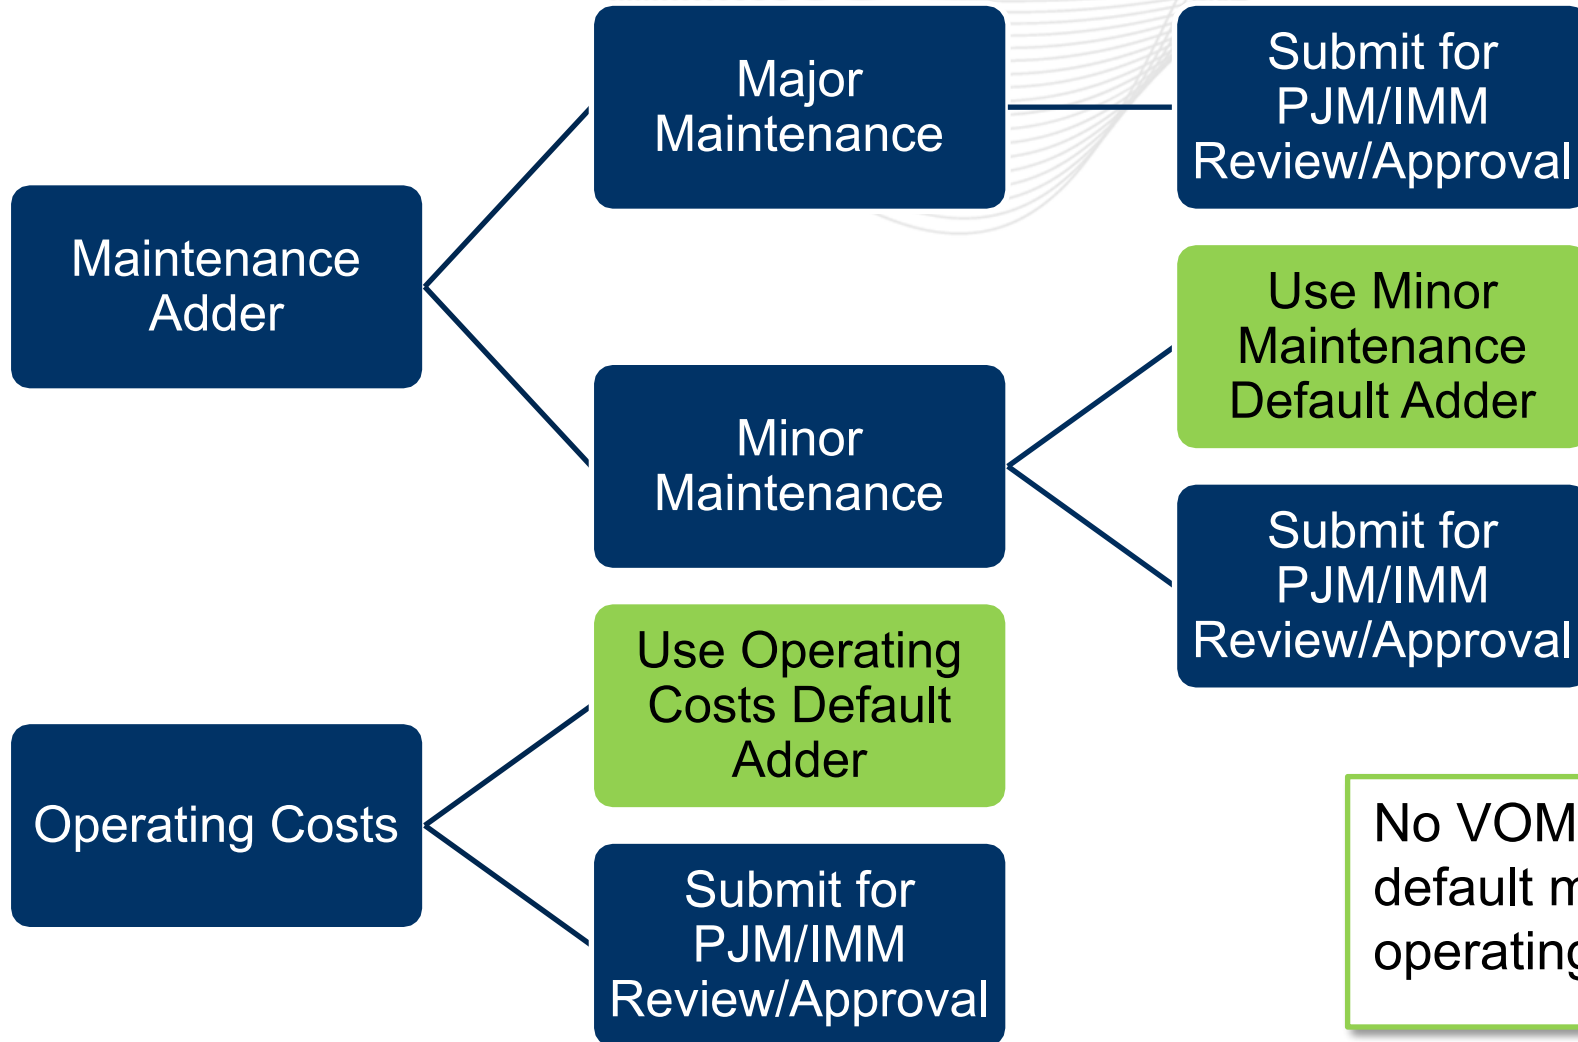 Maintenance
Adder
Major
Maintenance
Submit for
PJM/IMM
Review/Approval
Minor
Maintenance
Use Minor
Maintenance
Default Adder
Submit for
PJM/IMM
Review/Approval
Operating Costs
Use Operating
Costs Default
Adder
Submit for
PJM/IMM
Review/Approval
No VOM
default
operating